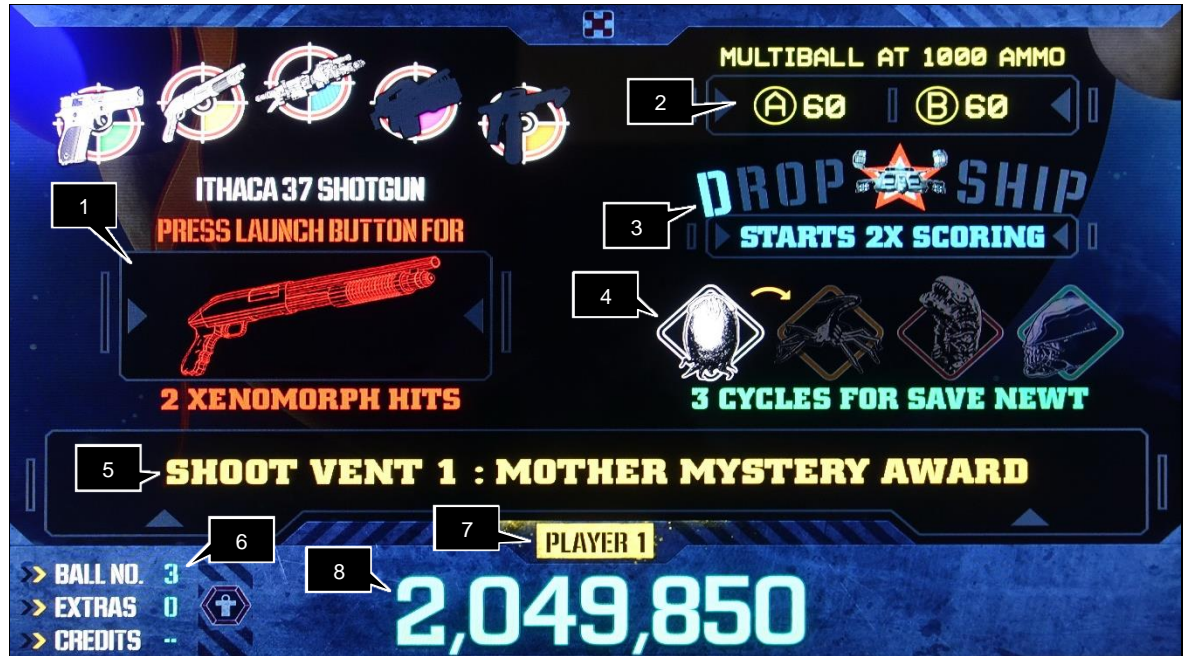 MULTIBALL AT 1000 AMMO
2
A 60 B 60
ITHACA 37 SHOTGUN
1
PRESS LAUNCH BUTTON FOR
DROP SHIP
3
STARTS 2X SCORING
4
2 XENOMORPH HITS
3 CYCLES FOR SAVE NEWT
5
SHOOT VENT 1 : MOTHER MYSTERY AWARD
6
7
PLAYER 1
8
>> BALL NO. 3
>> EXTRAS 0
>> CREDITS --
2,049,850